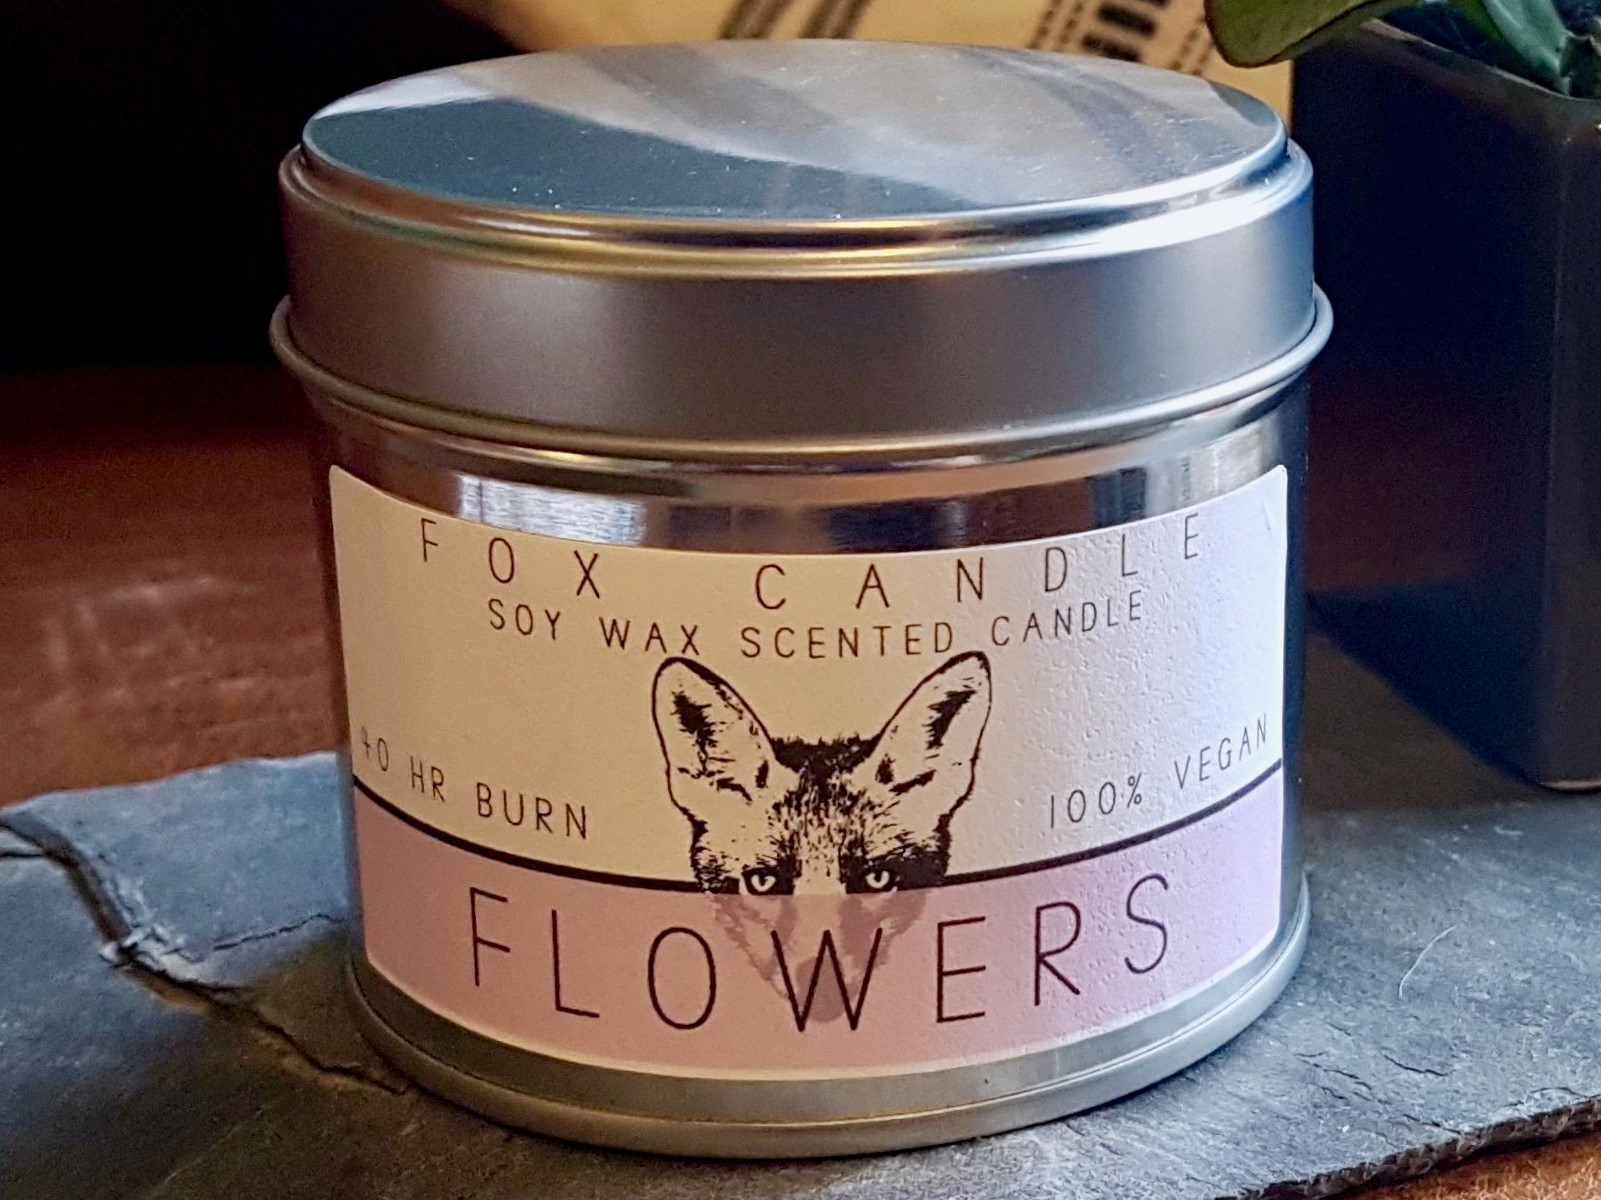 FOX CANDLE
SOY WAX SCENTED CANDLE
40 HR BURN
100% VEGAN
FLOWERS